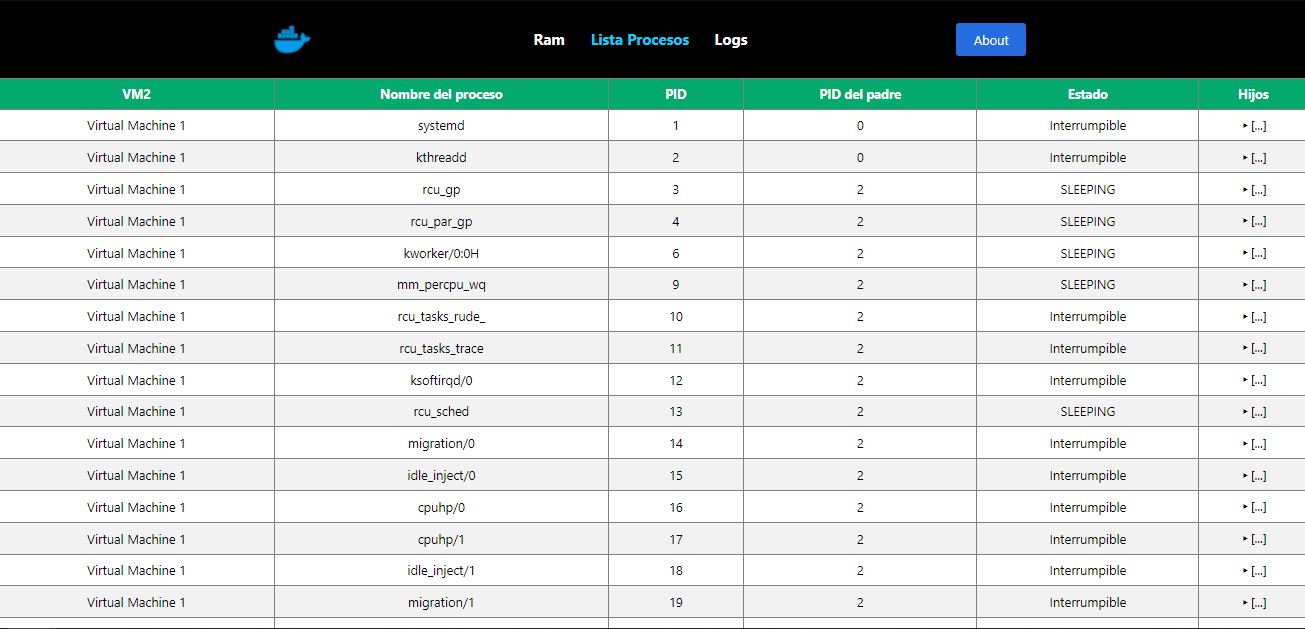 Ram Lista Procesos Logs About
VM2 Nombre del proceso PID PID del padre Estado Hijos
Virtual Machine 1 systemd 1 0 Interrumpible ‣ [...]
Virtual Machine 1 kthreadd 2 0 Interrumpible ‣ [...]
Virtual Machine 1 rcu_gp 3 2 SLEEPING ‣ [...]
Virtual Machine 1 rcu_par_gp 4 2 SLEEPING ‣ [...]
Virtual Machine 1 kworker/0:0H 6 2 SLEEPING ‣ [...]
Virtual Machine 1 mm_percpu_wq 9 2 SLEEPING ‣ [...]
Virtual Machine 1 rcu_tasks_rude_ 10 2 Interrumpible ‣ [...]
Virtual Machine 1 rcu_tasks_trace 11 2 Interrumpible ‣ [...]
Virtual Machine 1 ksoftirqd/0 12 2 Interrumpible ‣ [...]
Virtual Machine 1 rcu_sched 13 2 SLEEPING ‣ [...]
Virtual Machine 1 migration/0 14 2 Interrumpible ‣ [...]
Virtual Machine 1 idle_inject/0 15 2 Interrumpible ‣ [...]
Virtual Machine 1 cpuhp/0 16 2 Interrumpible ‣ [...]
Virtual Machine 1 cpuhp/1 17 2 Interrumpible ‣ [...]
Virtual Machine 1 idle_inject/1 18 2 Interrumpible ‣ [...]
Virtual Machine 1 migration/1 19 2 Interrumpible ‣ [...]